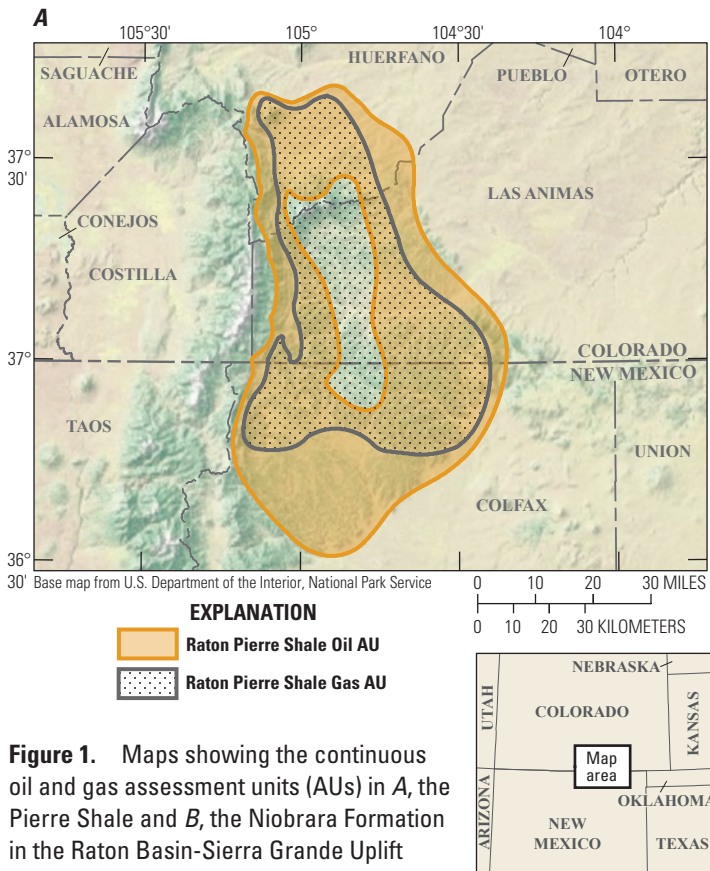 A
105°30' 105° 104°30' 104°
SAGUACHE
HUERFANO
PUEBLO
OTERO
ALAMOSA
37°
30'
LAS ANIMAS
CONEJOS
COSTILLA
37°
COLORADO
NEW MEXICO
TAOS
UNION
COLFAX
36°
30'
Base map from U.S. Department of the Interior, National Park Service
0 10 20 30 MILES
0 10 20 30 KILOMETERS
EXPLANATION
Raton Pierre Shale Oil AU
Raton Pierre Shale Gas AU
NEBRASKA
UTAH
COLORADO
KANSAS
Map
area
ARIZONA
OKLAHOMA
NEW
MEXICO
TEXAS
Figure 1. Maps showing the continuous
oil and gas assessment units (AUs) in A, the
Pierre Shale and B, the Niobrara Formation
in the Raton Basin-Sierra Grande Uplift